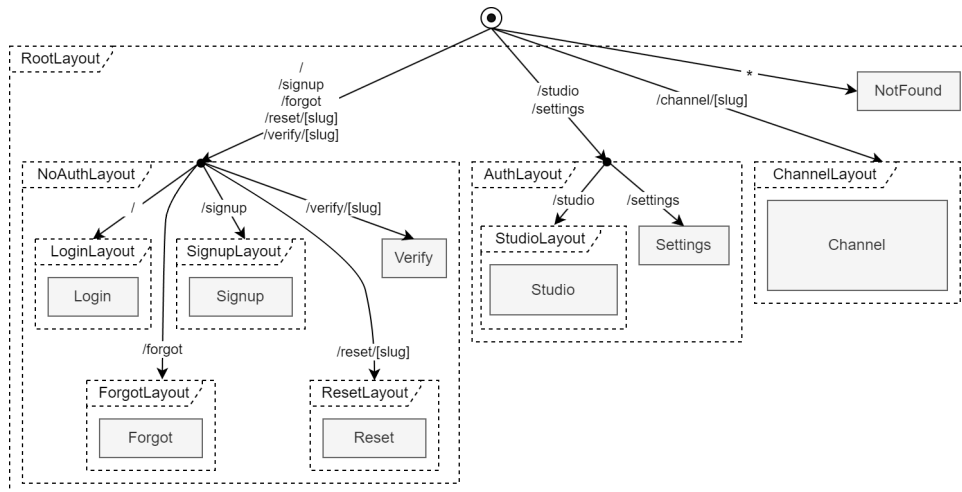 RootLayout
/
/signup
/forgot
/reset/[slug]
/verify/[slug]
/studio
/settings
/channel/[slug]
*
NotFound
NoAuthLayout
/
/signup
/verify/[slug]
LoginLayout
Login
SignupLayout
Signup
Verify
/forgot
/reset/[slug]
ForgotLayout
Forgot
ResetLayout
Reset
AuthLayout
/studio
/settings
StudioLayout
Studio
Settings
ChannelLayout
Channel